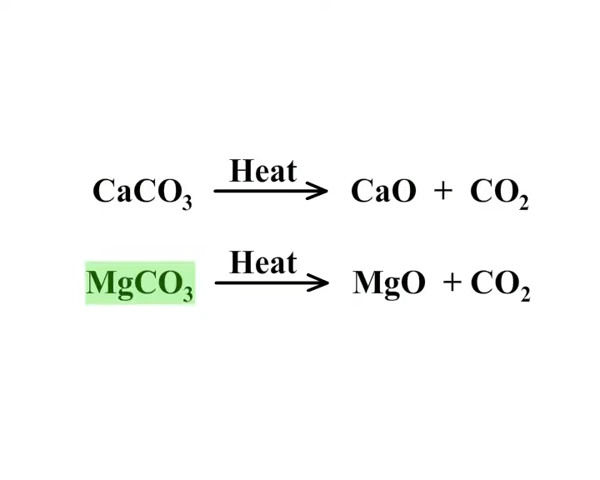 CaCO₃ Heat → CaO + CO₂
MgCO₃ Heat → MgO + CO₂